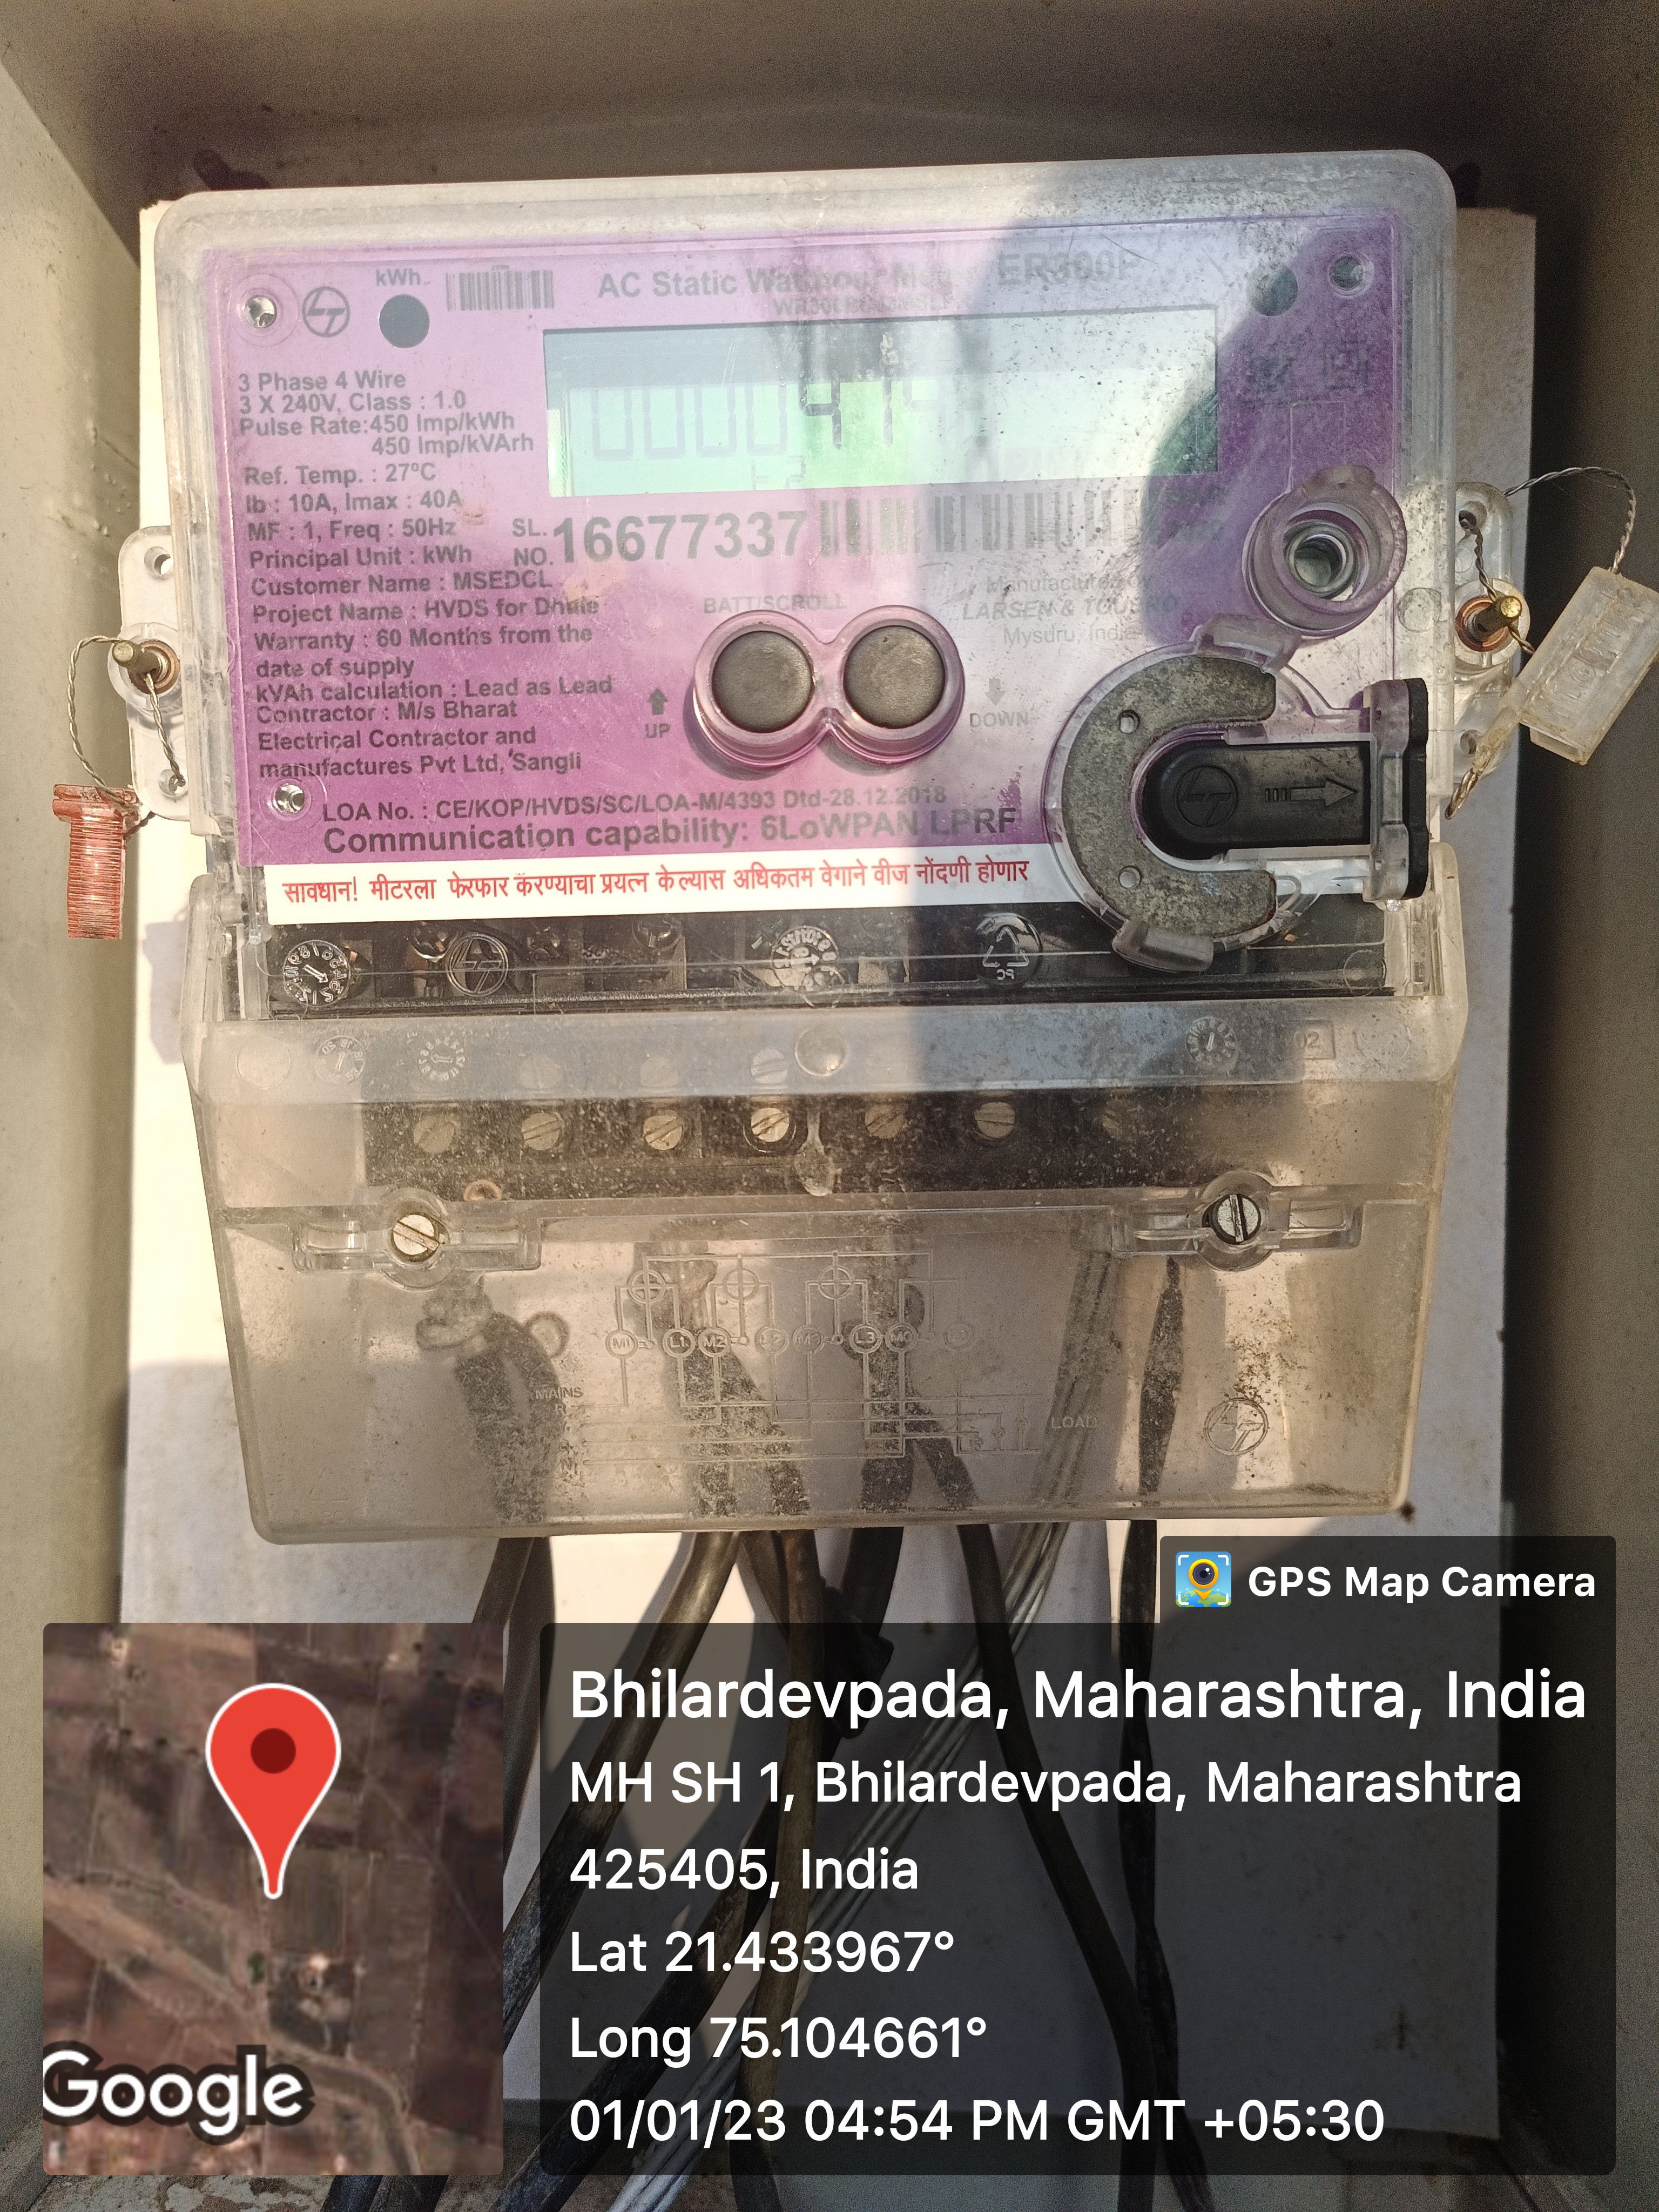 kWh
AC Static Watthour Meter ER300P
3 Phase 4 Wire
3 X 240V, Class : 1.0
Pulse Rate:450 Imp/kWh
450 Imp/kVArh
Ref. Temp. : 27°C
Ib : 10A, Imax : 40A
MF : 1, Freq : 50Hz
Principal Unit : kWh
SL. NO. 16677337
Customer Name : MSEDCL
Project Name : HVDS for Dhule
Warranty : 60 Months from the
date of supply
kVAh calculation : Lead as Lead
Contractor : M/s Bharat
Electrical Contractor and
manufactures Pvt Ltd, Sangli
BATT/SCROLL
UP
DOWN
Manufactured by
LARSEN & TOUBRO
Mysuru, India
LOA No. : CE/KOP/HVDS/SC/LOA-M/4393 Dtd-28.12.2018
Communication capability: 6LoWPAN LPRF
सावधान! मीटरला फेरफार करण्याचा प्रयत्न केल्यास अधिकतम वेगाने वीज नोंदणी होणार
02
M1 L1 M2 L2 M3 L3
MAINS
LOAD
GPS Map Camera
Google
Bhilardevpada, Maharashtra, India
MH SH 1, Bhilardevpada, Maharashtra
425405, India
Lat 21.433967°
Long 75.104661°
01/01/23 04:54 PM GMT +05:30